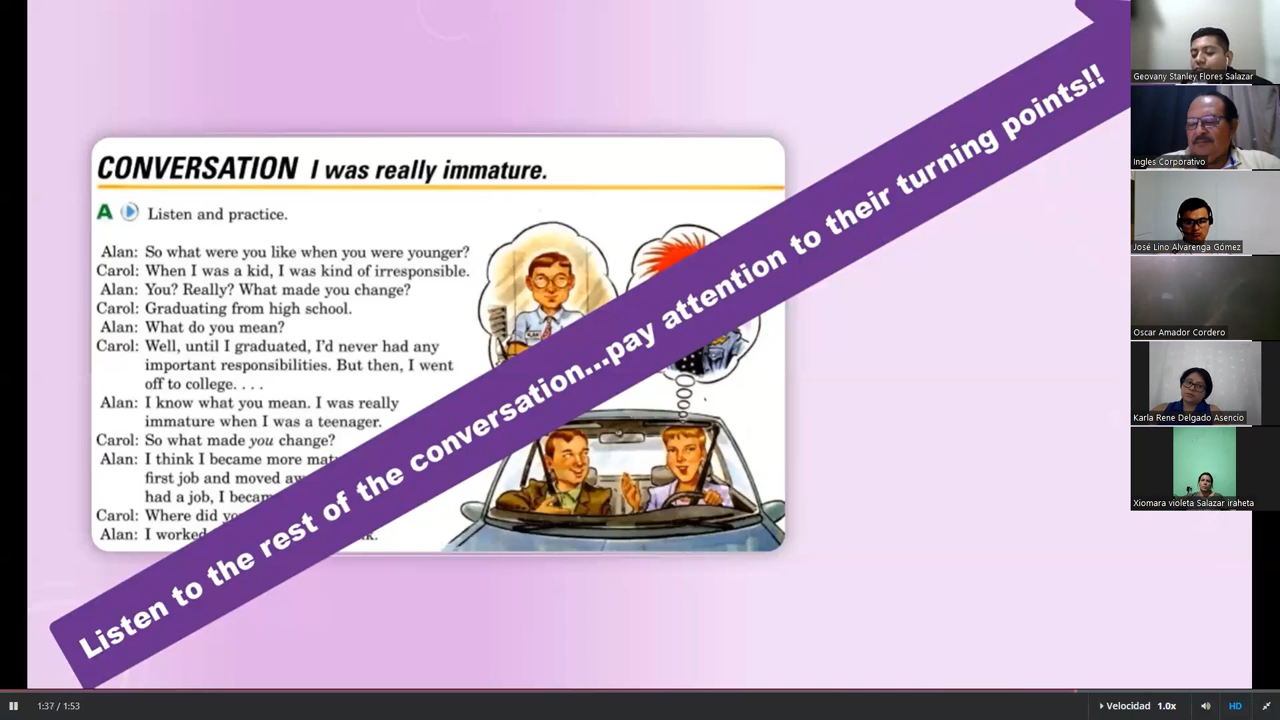 CONVERSATION I was really immature.
A Listen and practice.
Alan: So what were you like when you were younger?
Carol: When I was a kid, I was kind of irresponsible.
Alan: You? Really? What made you change?
Carol: Graduating from high school.
Alan: What do you mean?
Carol: Well, until I graduated, I'd never had any
important responsibilities. But then, I went
off to college. . . .
Alan: I know what you mean. I was really
immature when I was a teenager.
Carol: So what made you change?
Alan: I think I became more
first job and moved
had a job, I
Carol: Where did
Alan: I worked
Listen to the rest of the conversation...pay attention to their turning points!!
Geovany Stanley Flores Salazar
Ingles Corporativo
José Lino Alvarenga Gómez
Oscar Amador Cordero
Karla Rene Delgado Asencio
Xiomara violeta Salazar iraheta
1:37 / 1:53
Velocidad 1.0x
HD